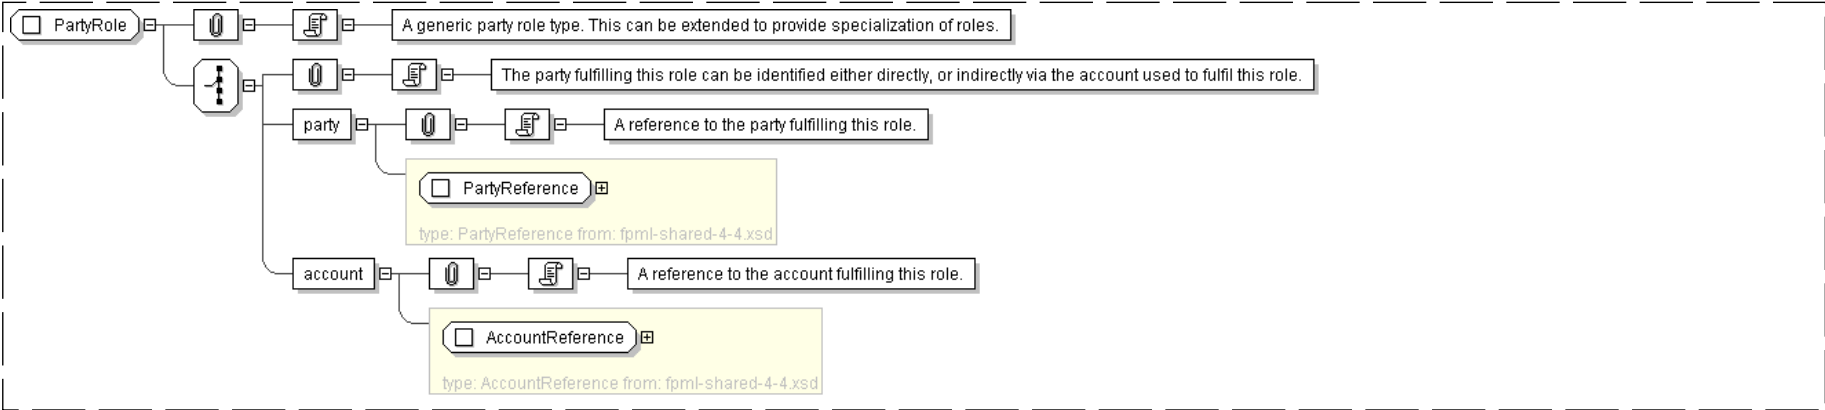 PartyRole
A generic party role type. This can be extended to provide specialization of roles.
The party fulfilling this role can be identified either directly, or indirectly via the account used to fulfil this role.
party
A reference to the party fulfilling this role.
PartyReference
type: PartyReference from: fpml-shared-4-4.xsd
account
A reference to the account fulfilling this role.
AccountReference
type: AccountReference from: fpml-shared-4-4.xsd